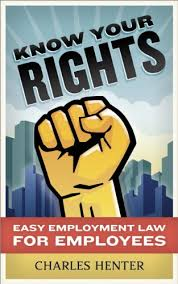 KNOW YOUR
RIGHTS
EASY EMPLOYMENT LAW
FOR EMPLOYEES
CHARLES HENTER